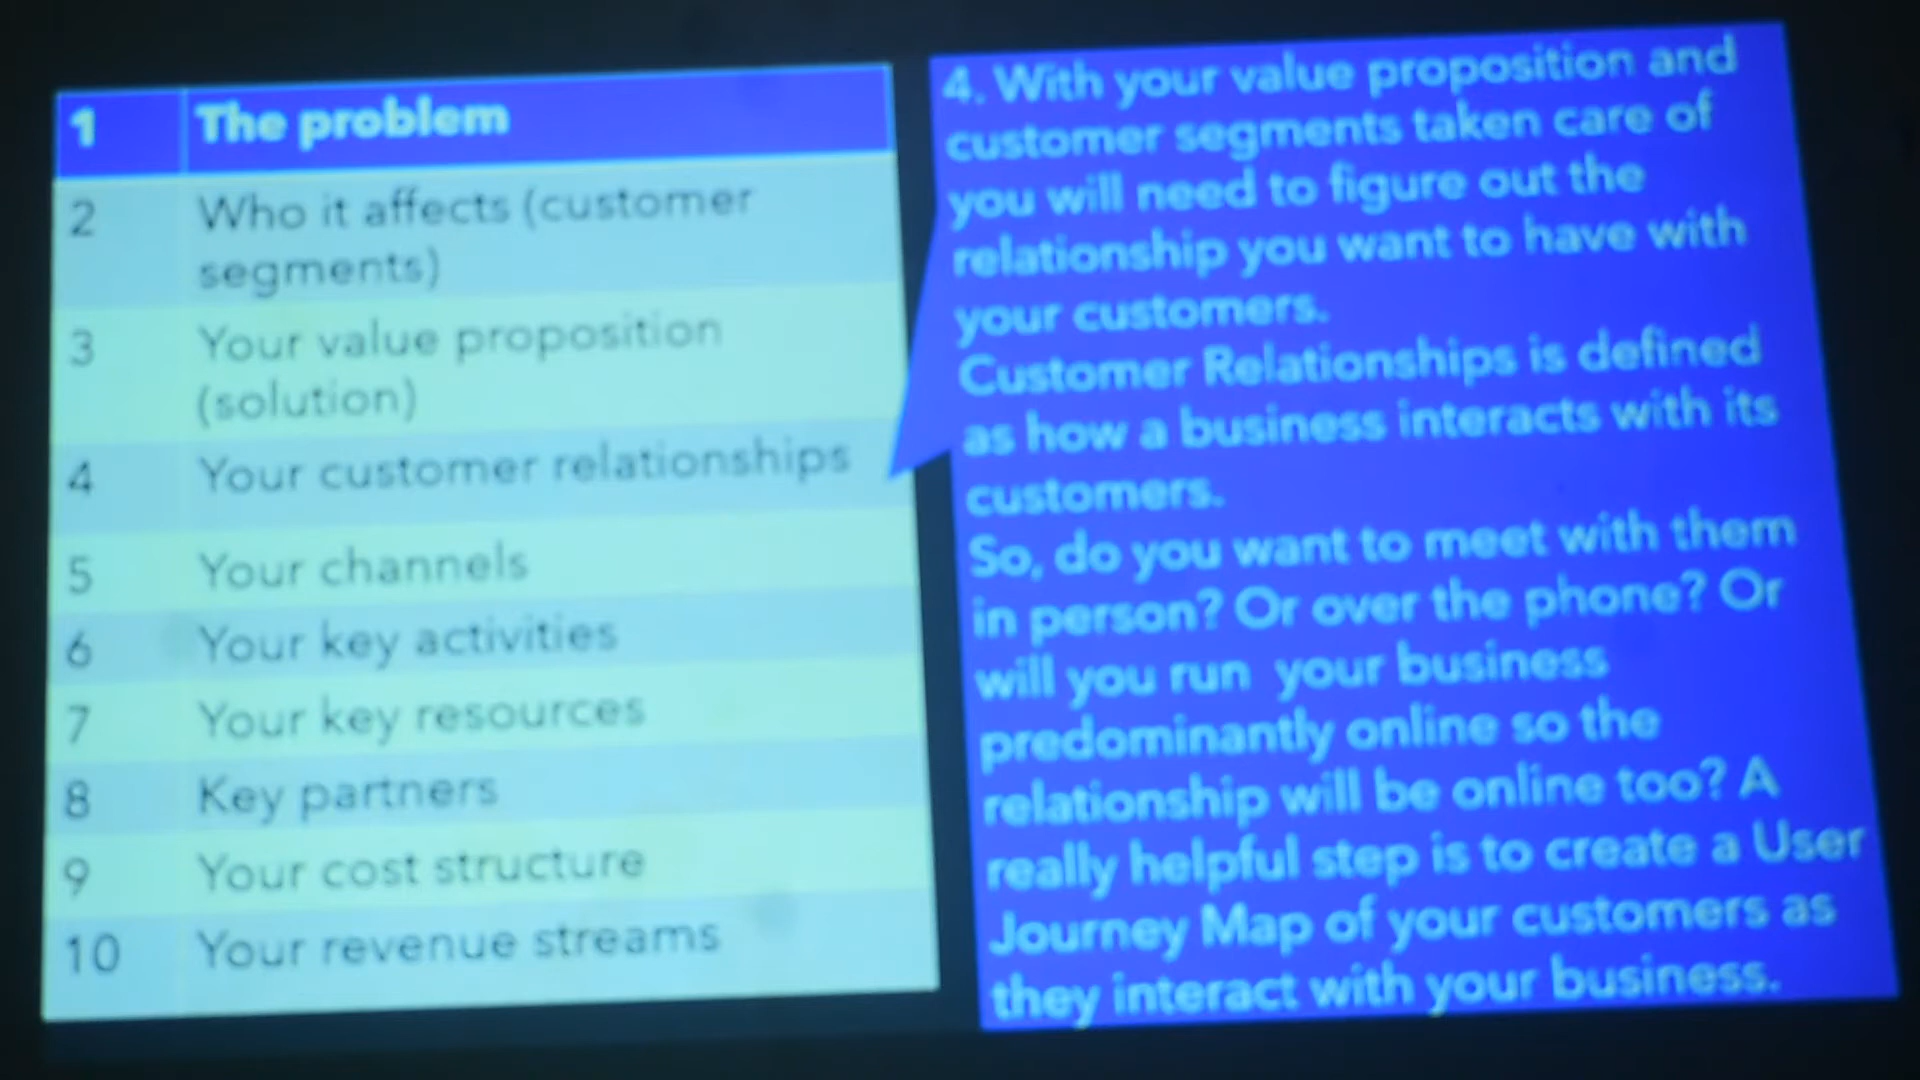 1 The problem
2 Who it affects (customer
segments)
3 Your value proposition
(solution)
4 Your customer relationships
5 Your channels
6 Your key activities
7 Your key resources
8 Key partners
9 Your cost structure
10 Your revenue streams
4. With your value proposition and
customer segments taken care of
you will need to figure out the
relationship you want to have with
your customers.
Customer Relationships is defined
as how a business interacts with its
customers.
So, do you want to meet with them
in person? Or over the phone? Or
will you run your business
predominantly online so the
relationship will be online too? A
really helpful step is to create a User
Journey Map of your customers as
they interact with your business.